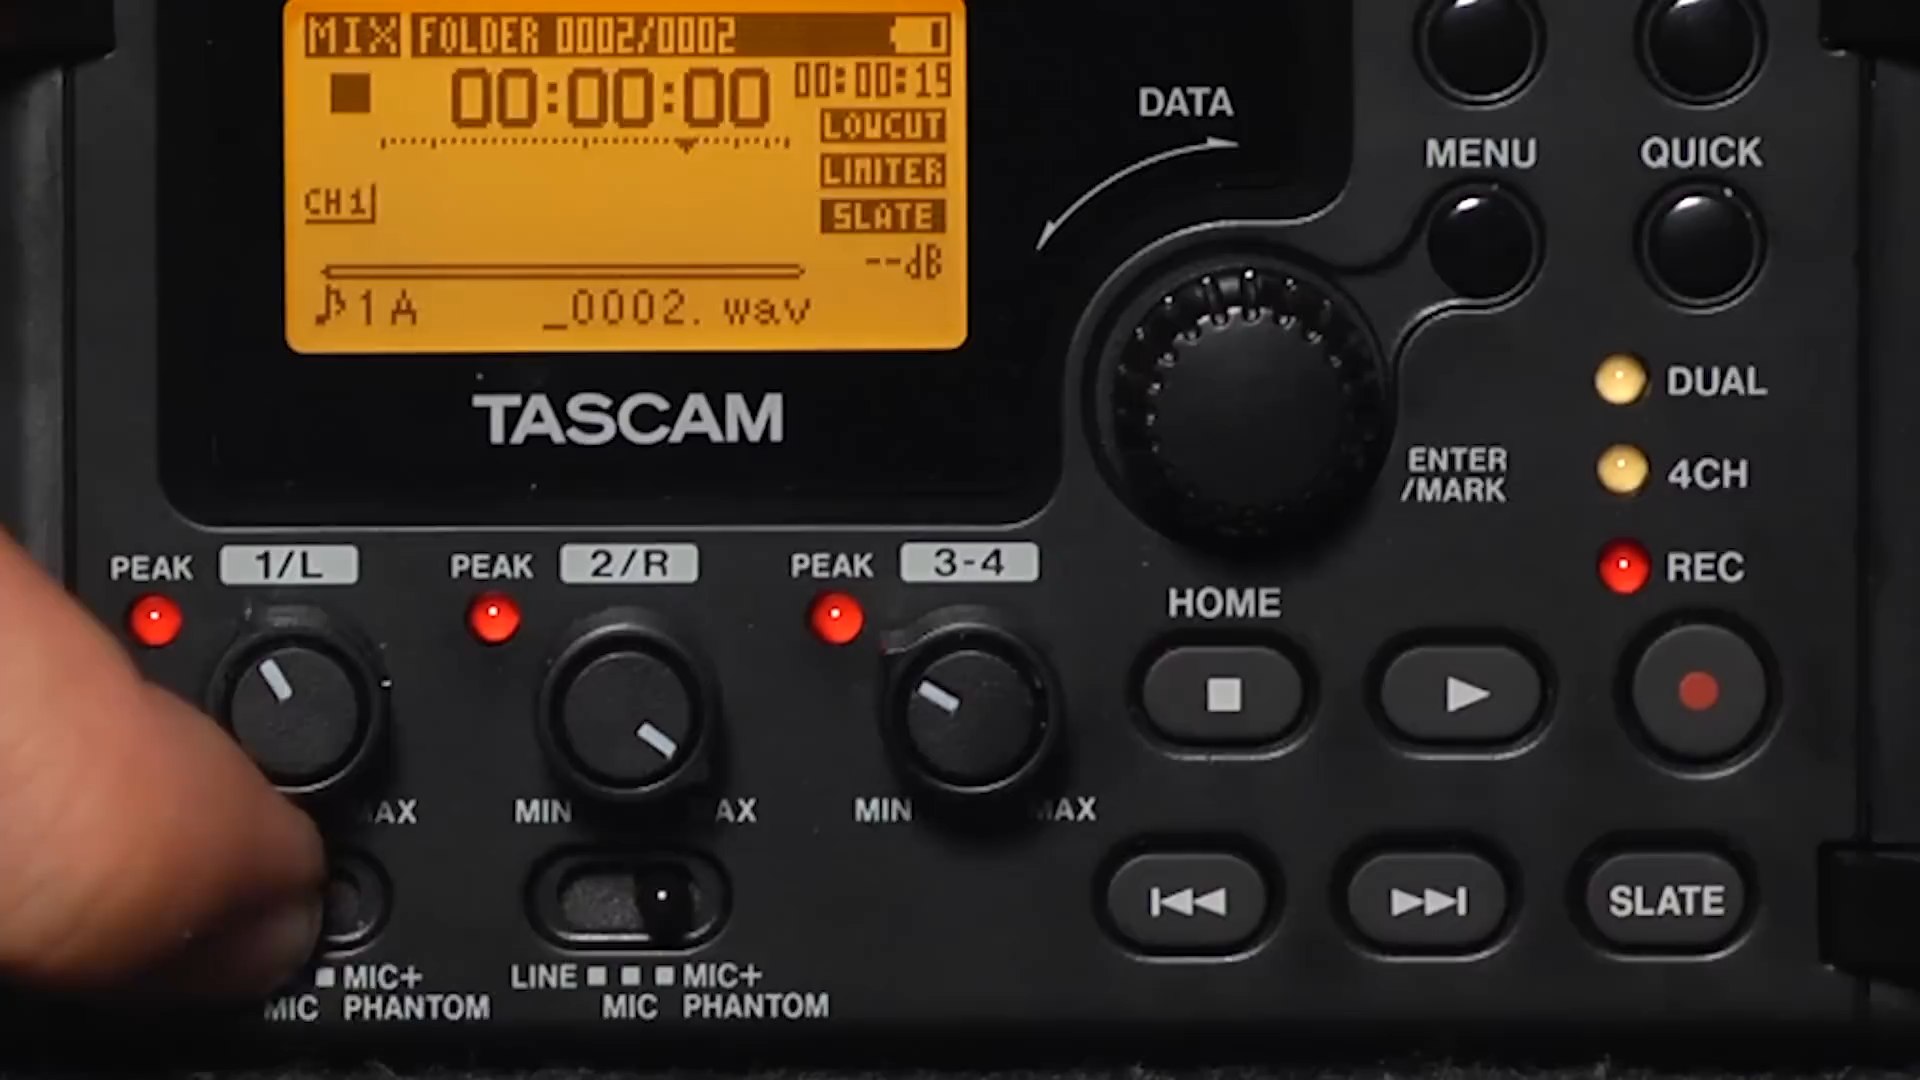 MIX FOLDER 0002/0002
00:00:00 00:00:19
LOWCUT
LIMITER
CH1
SLATE
--dB
1 A _0002.wav
TASCAM
DATA
MENU QUICK
DUAL
ENTER
/MARK
4CH
REC
PEAK 1/L PEAK 2/R PEAK 3-4
HOME
MIN MIN
SLATE
MIC+
MIC PHANTOM
LINE MIC+
MIC PHANTOM